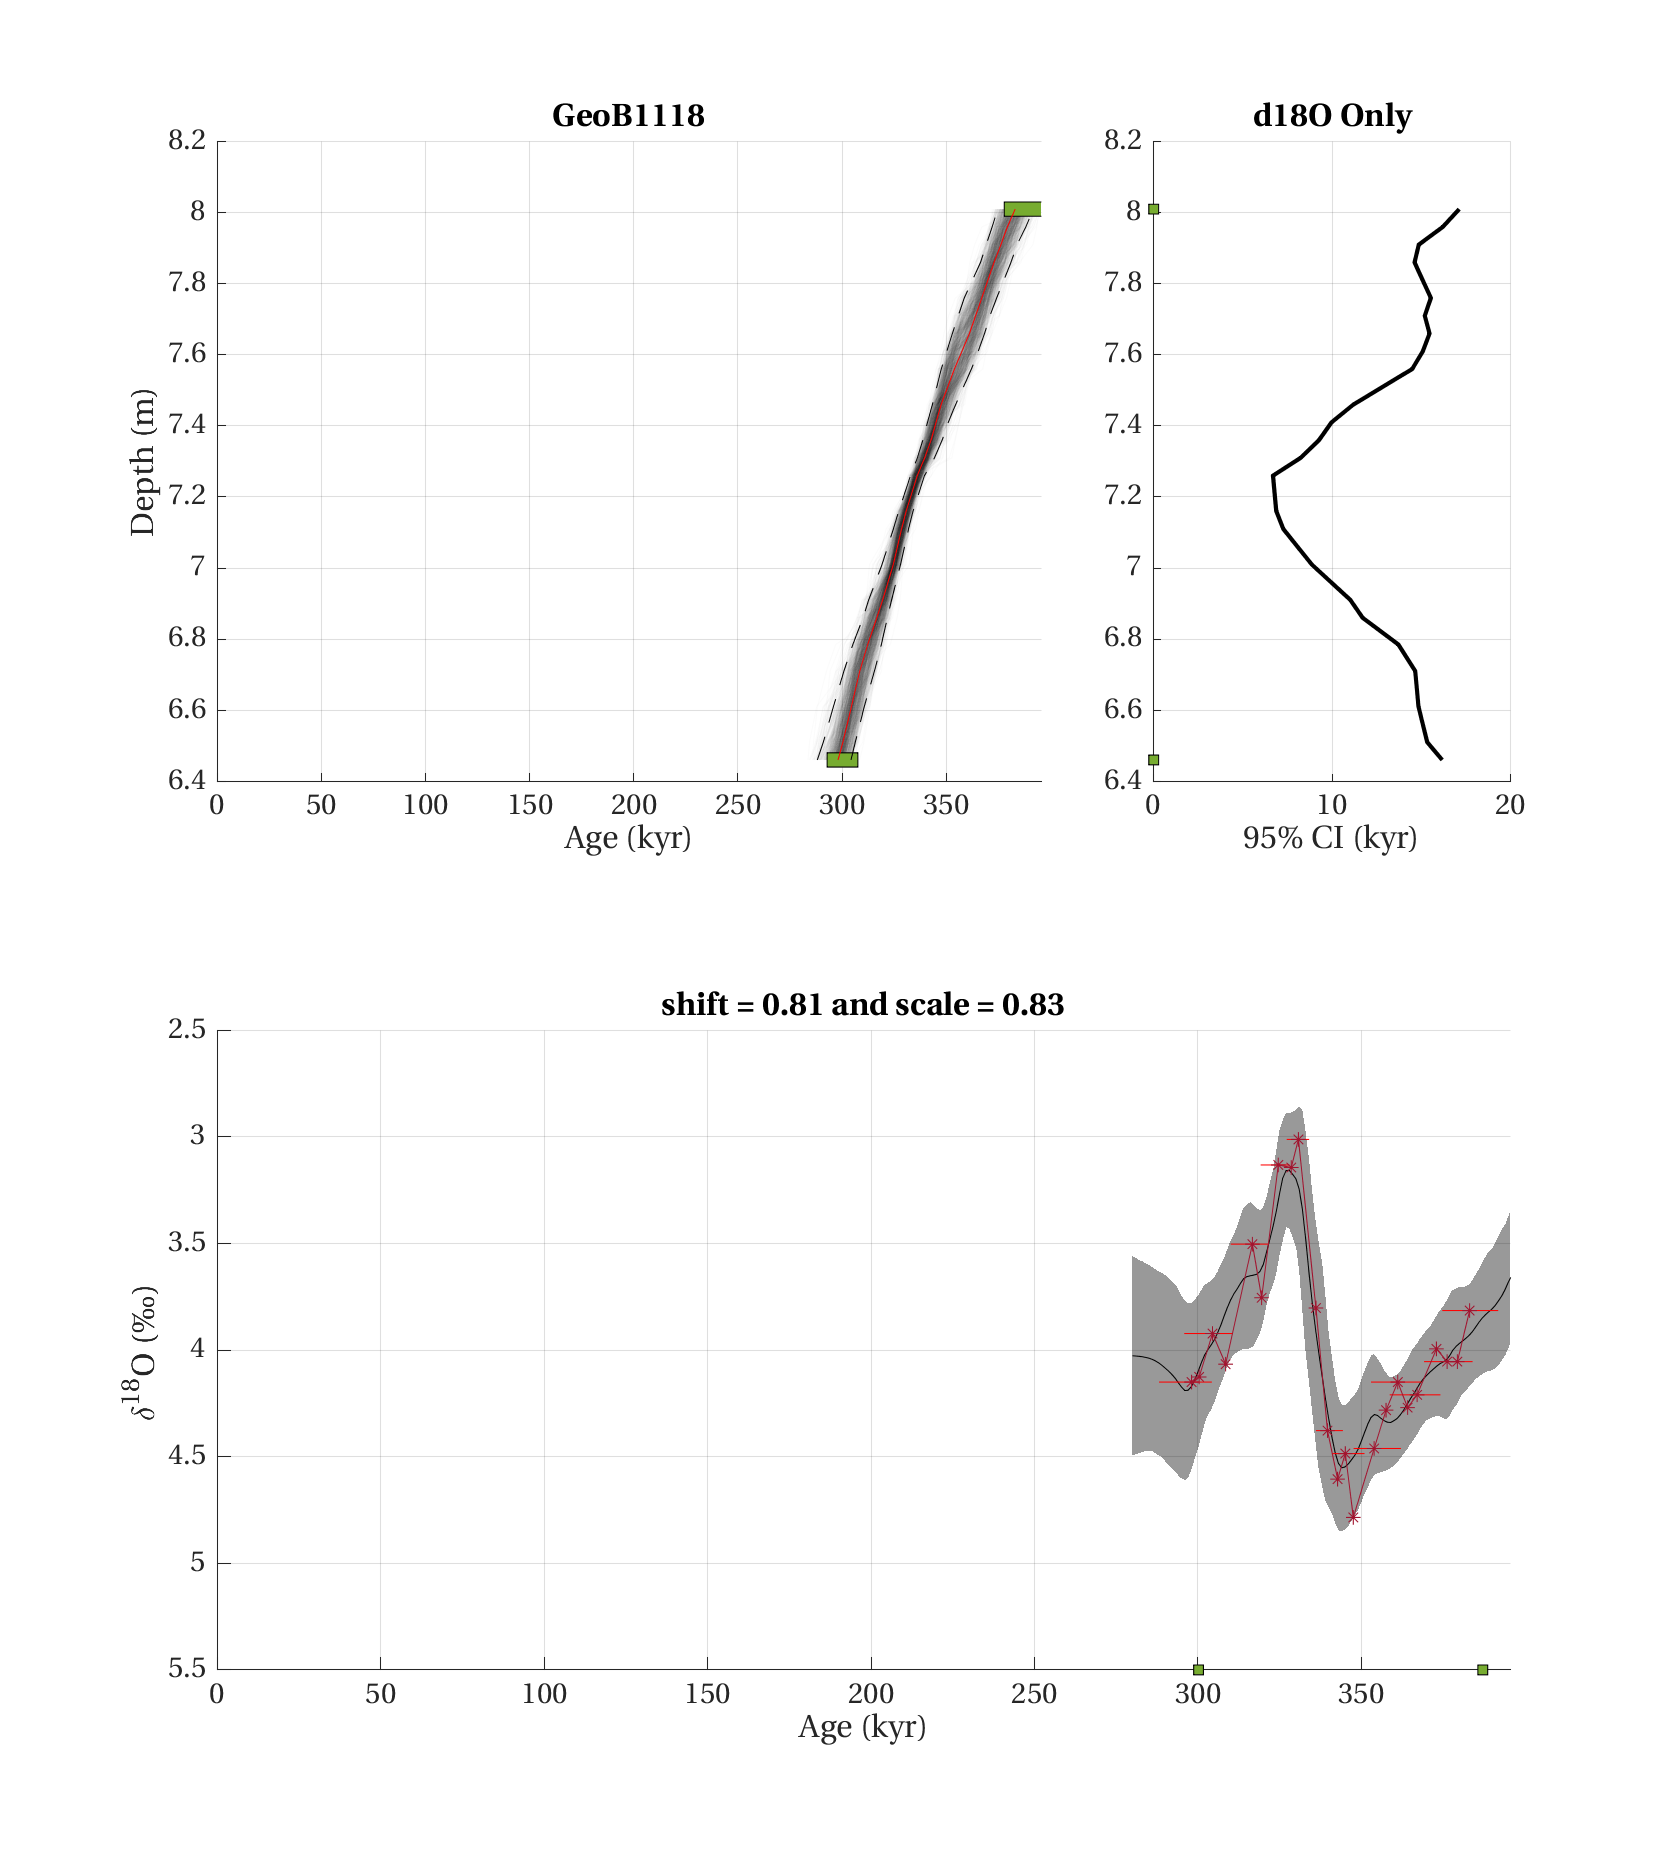 GeoB1118
d18O Only
8.2
8
7.8
7.6
7.4
7.2
7
6.8
6.6
6.4
Depth (m)
0 50 100 150 200 250 300 350
Age (kyr)
8.2
8
7.8
7.6
7.4
7.2
7
6.8
6.6
6.4
0 10 20
95% CI (kyr)
shift = 0.81 and scale = 0.83
2.5
3
3.5
4
4.5
5
5.5
δ18O (‰)
0 50 100 150 200 250 300 350
Age (kyr)